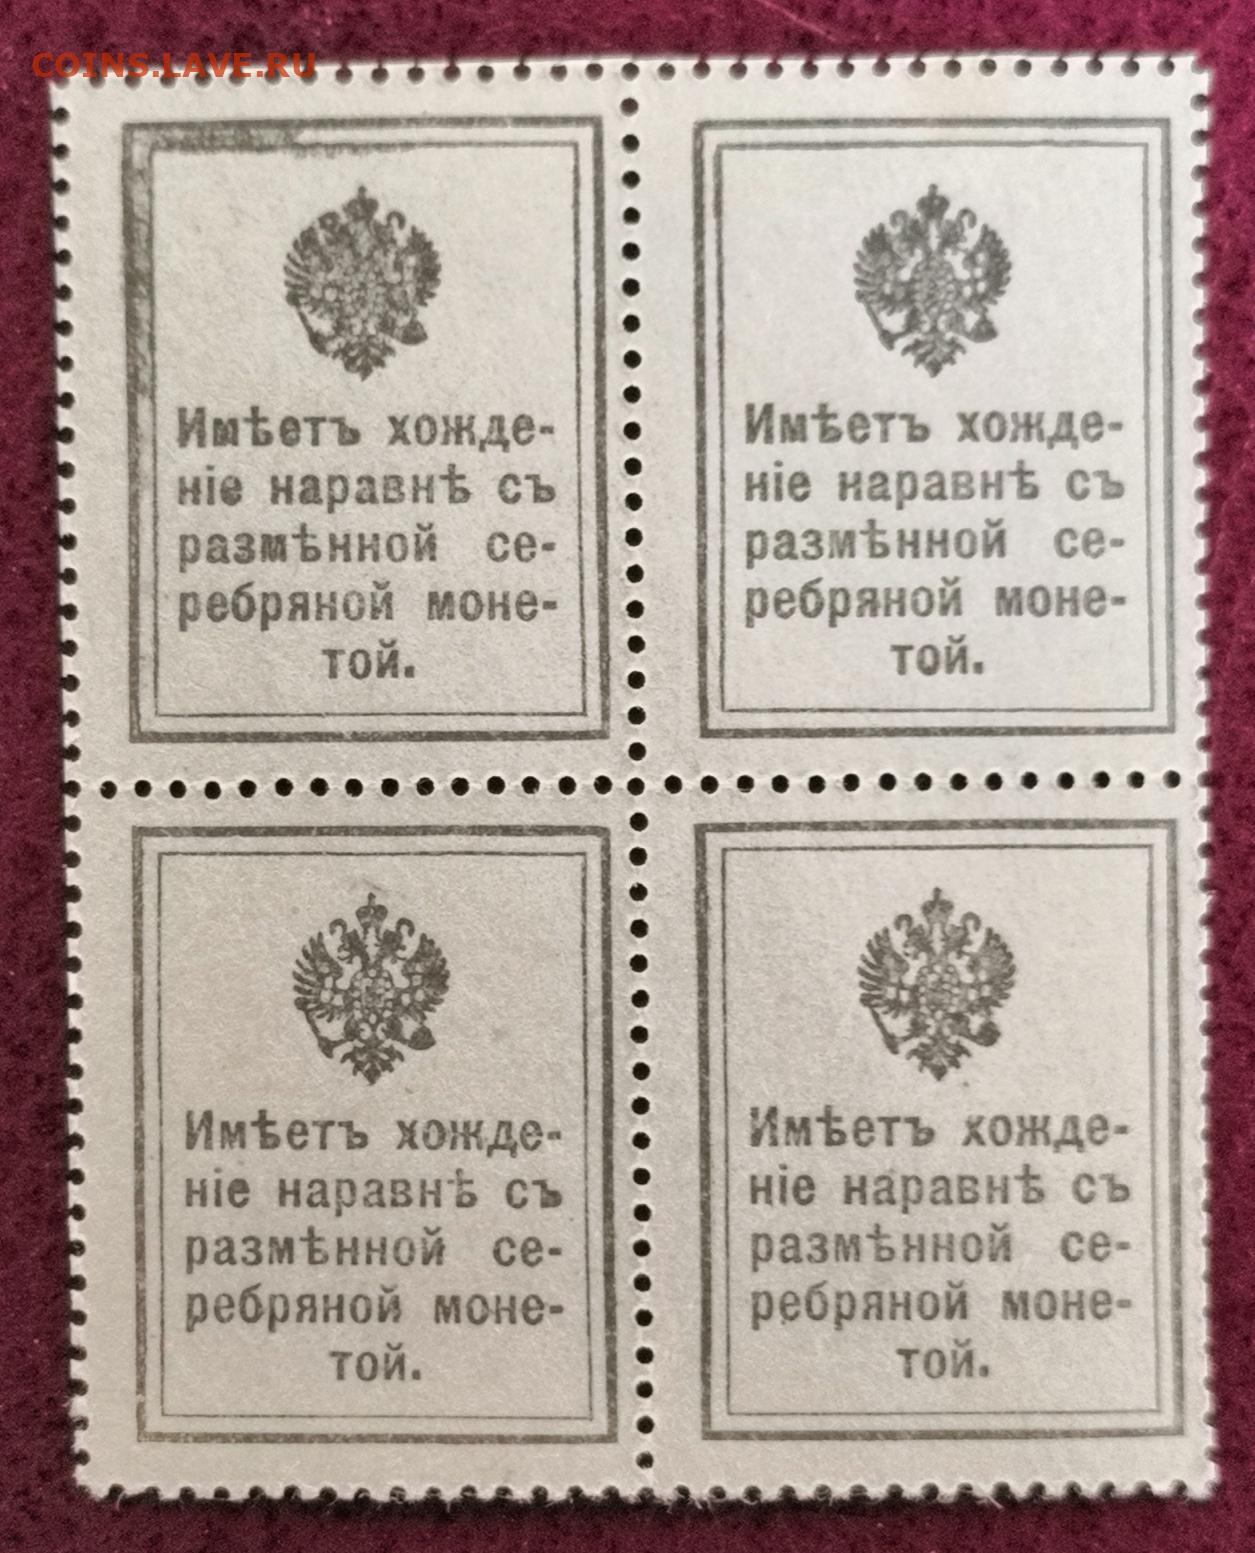 COINS.LAVE.RU
Имѣетъ хожде-
ніе наравнѣ съ
размѣнной се-
ребряной моне-
той.
Имѣетъ хожде-
ніе наравнѣ съ
размѣнной се-
ребряной моне-
той.
Имѣетъ хожде-
ніе наравнѣ съ
размѣнной се-
ребряной моне-
той.
Имѣетъ хожде-
ніе наравнѣ съ
размѣнной се-
ребряной моне-
той.